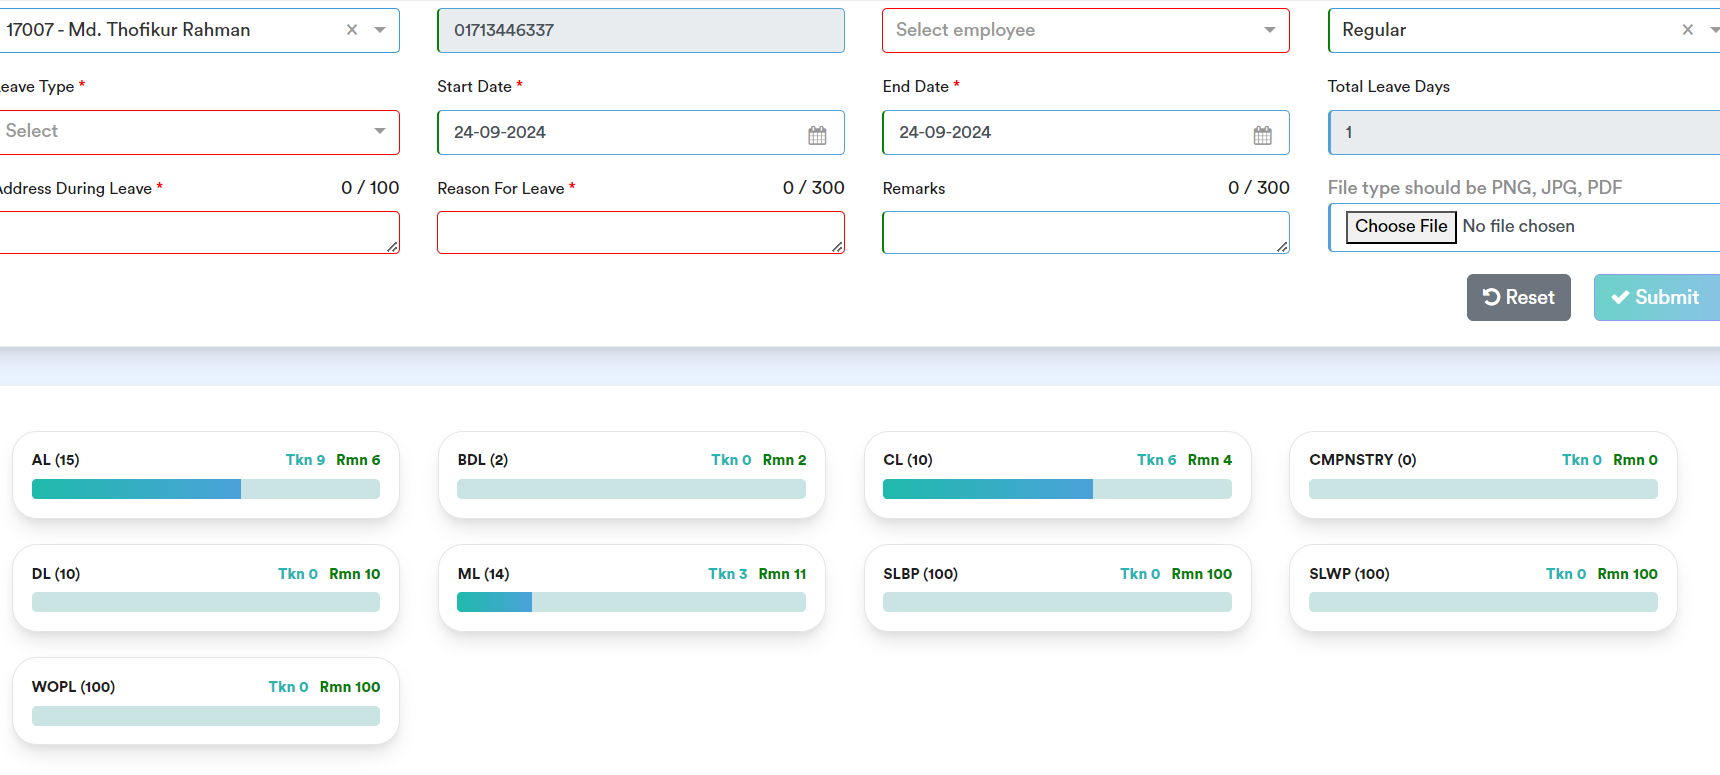 17007 - Md. Thofikur Rahman × 01713446337 Select employee Regular ×
eave Type * Start Date * End Date * Total Leave Days
Select 24-09-2024 24-09-2024 1
Address During Leave * 0 / 100 Reason For Leave * 0 / 300 Remarks 0 / 300 File type should be PNG, JPG, PDF
Choose File No file chosen
Reset Submit
AL (15) Tkn 9 Rmn 6 BDL (2) Tkn 0 Rmn 2 CL (10) Tkn 6 Rmn 4 CMPNSTRY (0) Tkn 0 Rmn 0
DL (10) Tkn 0 Rmn 10 ML (14) Tkn 3 Rmn 11 SLBP (100) Tkn 0 Rmn 100 SLWP (100) Tkn 0 Rmn 100
WOPL (100) Tkn 0 Rmn 100